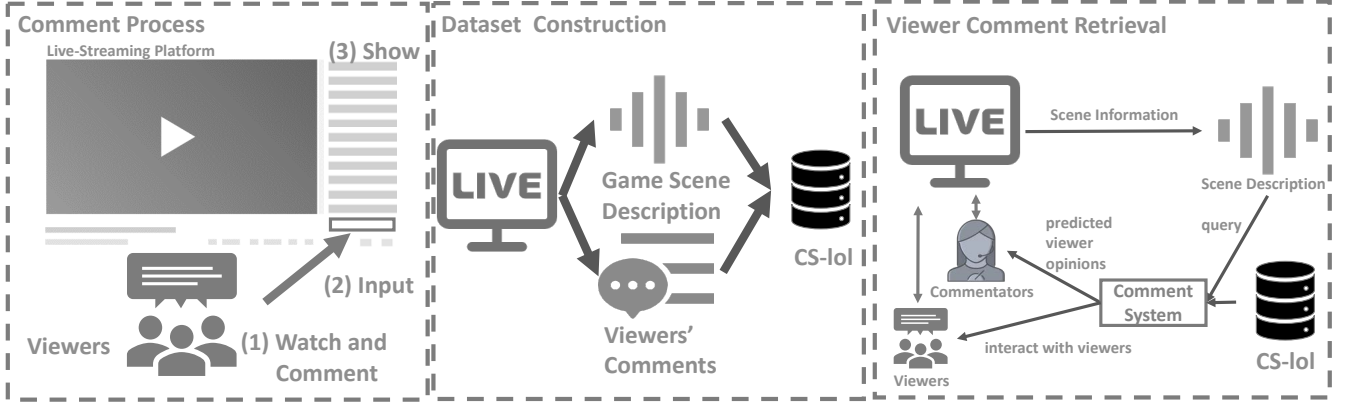 Comment Process
Live-Streaming Platform
(3) Show
(2) Input
Viewers
(1) Watch and
Comment
Dataset Construction
LIVE
Game Scene
Description
Viewers'
Comments
CS-lol
Viewer Comment Retrieval
LIVE
Scene Information
Scene Description
query
predicted
viewer
opinions
Commentators
Comment
System
interact with viewers
Viewers
CS-lol